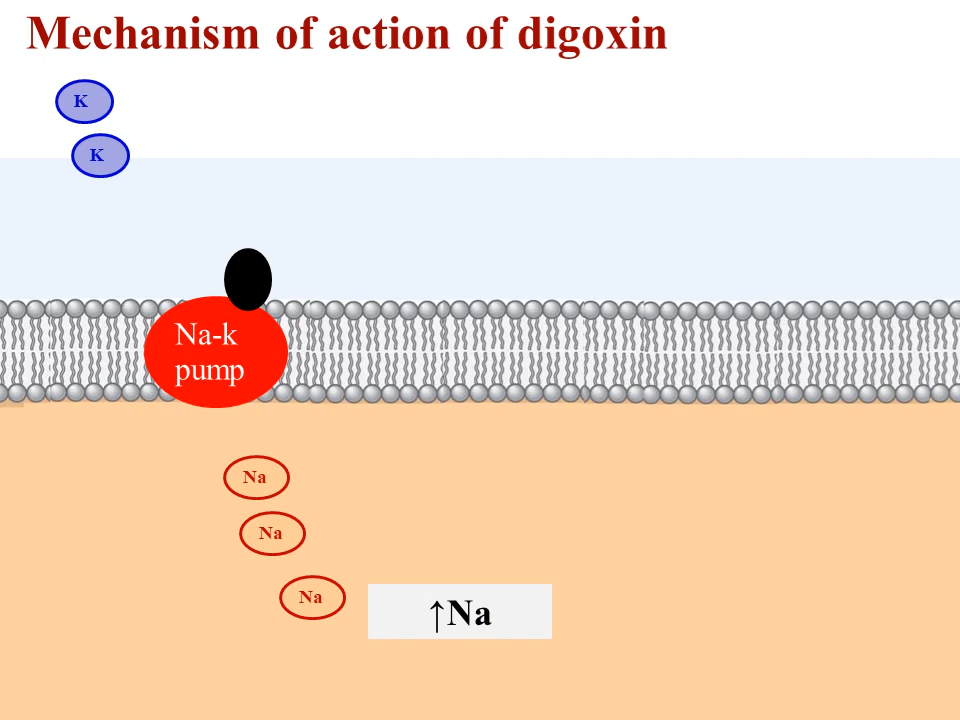 Mechanism of action of digoxin
K
K
Na-k
pump
Na
Na
Na
↑Na